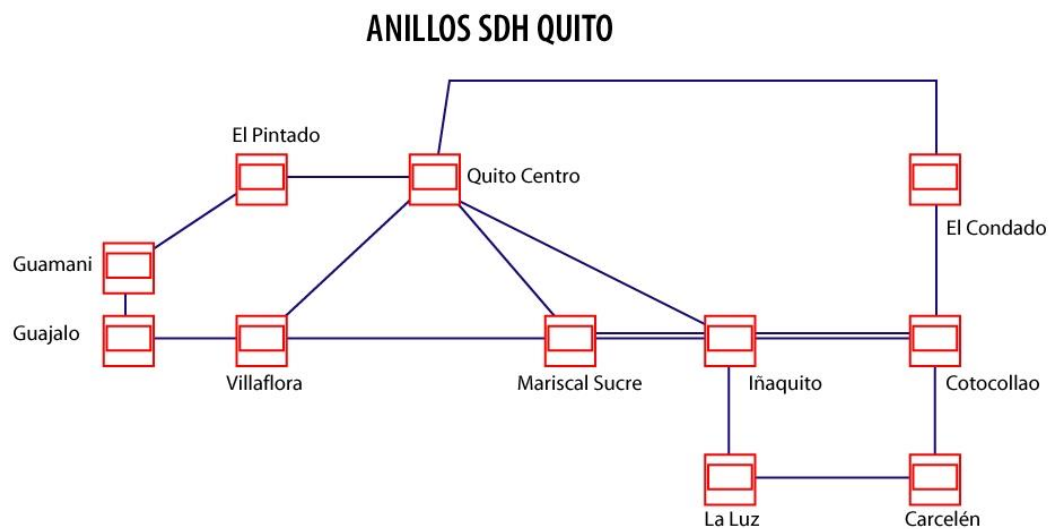 ANILLOS SDH QUITO
El Pintado
Quito Centro
El Condado
Guamani
Guajalo
Villaflora
Mariscal Sucre
Iñaquito
Cotocollao
La Luz
Carcelén